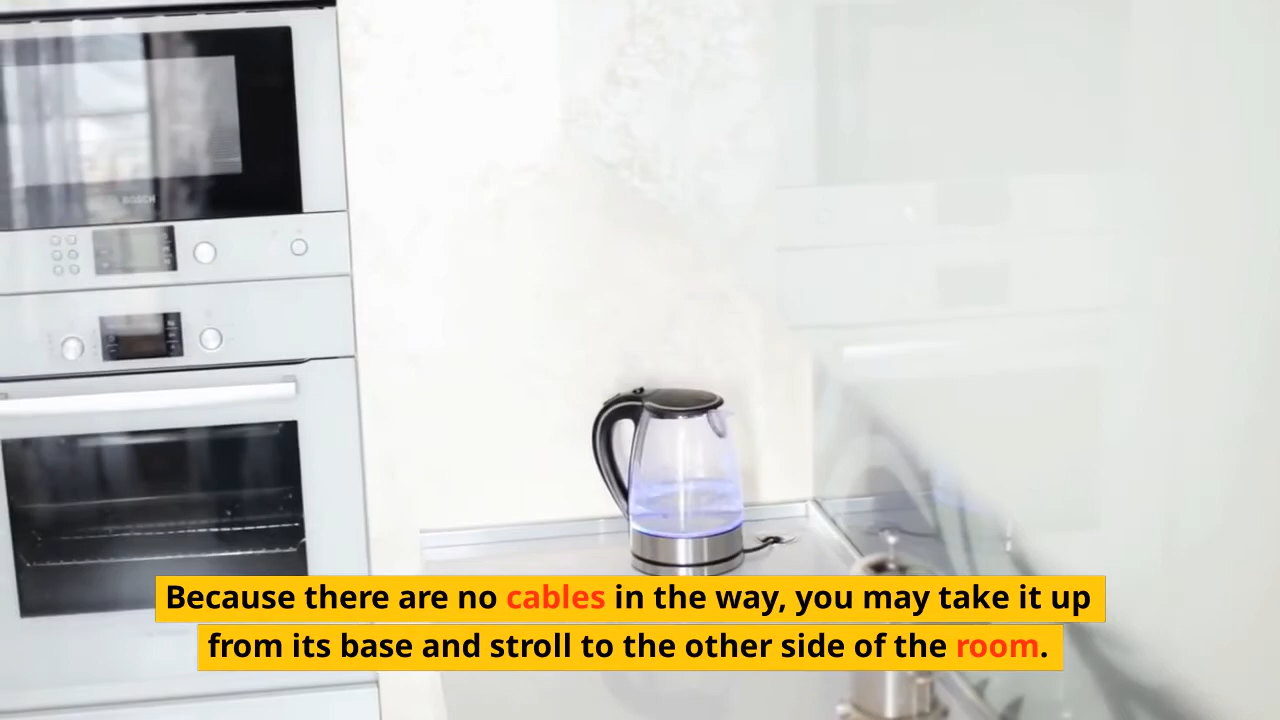 BOSCH
Because there are no cables in the way, you may take it up
from its base and stroll to the other side of the room.